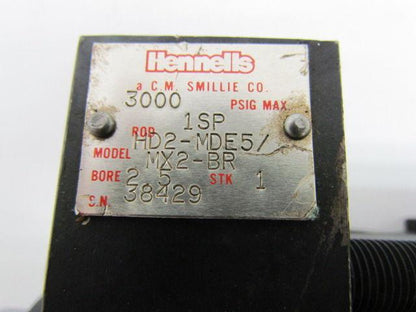 Hennells
a C.M. SMILLIE CO.
3000 PSIG MAX.
ROD 1SP
MODEL HD2-MDE5/
MX2-BR
BORE 2.5 STK 1
S.N. 38429